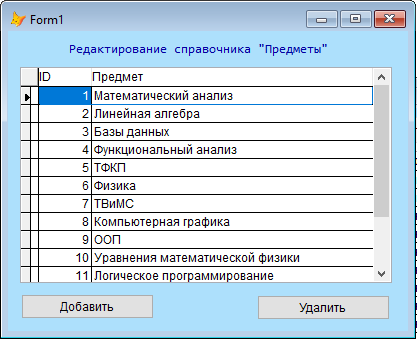 Form1
Редактирование справочника "Предметы"
ID Предмет
1 Математический анализ
2 Линейная алгебра
3 Базы данных
4 Функциональный анализ
5 ТФКП
6 Физика
7 ТВиМС
8 Компьютерная графика
9 ООП
10 Уравнения математической физики
11 Логическое программирование
Добавить Удалить